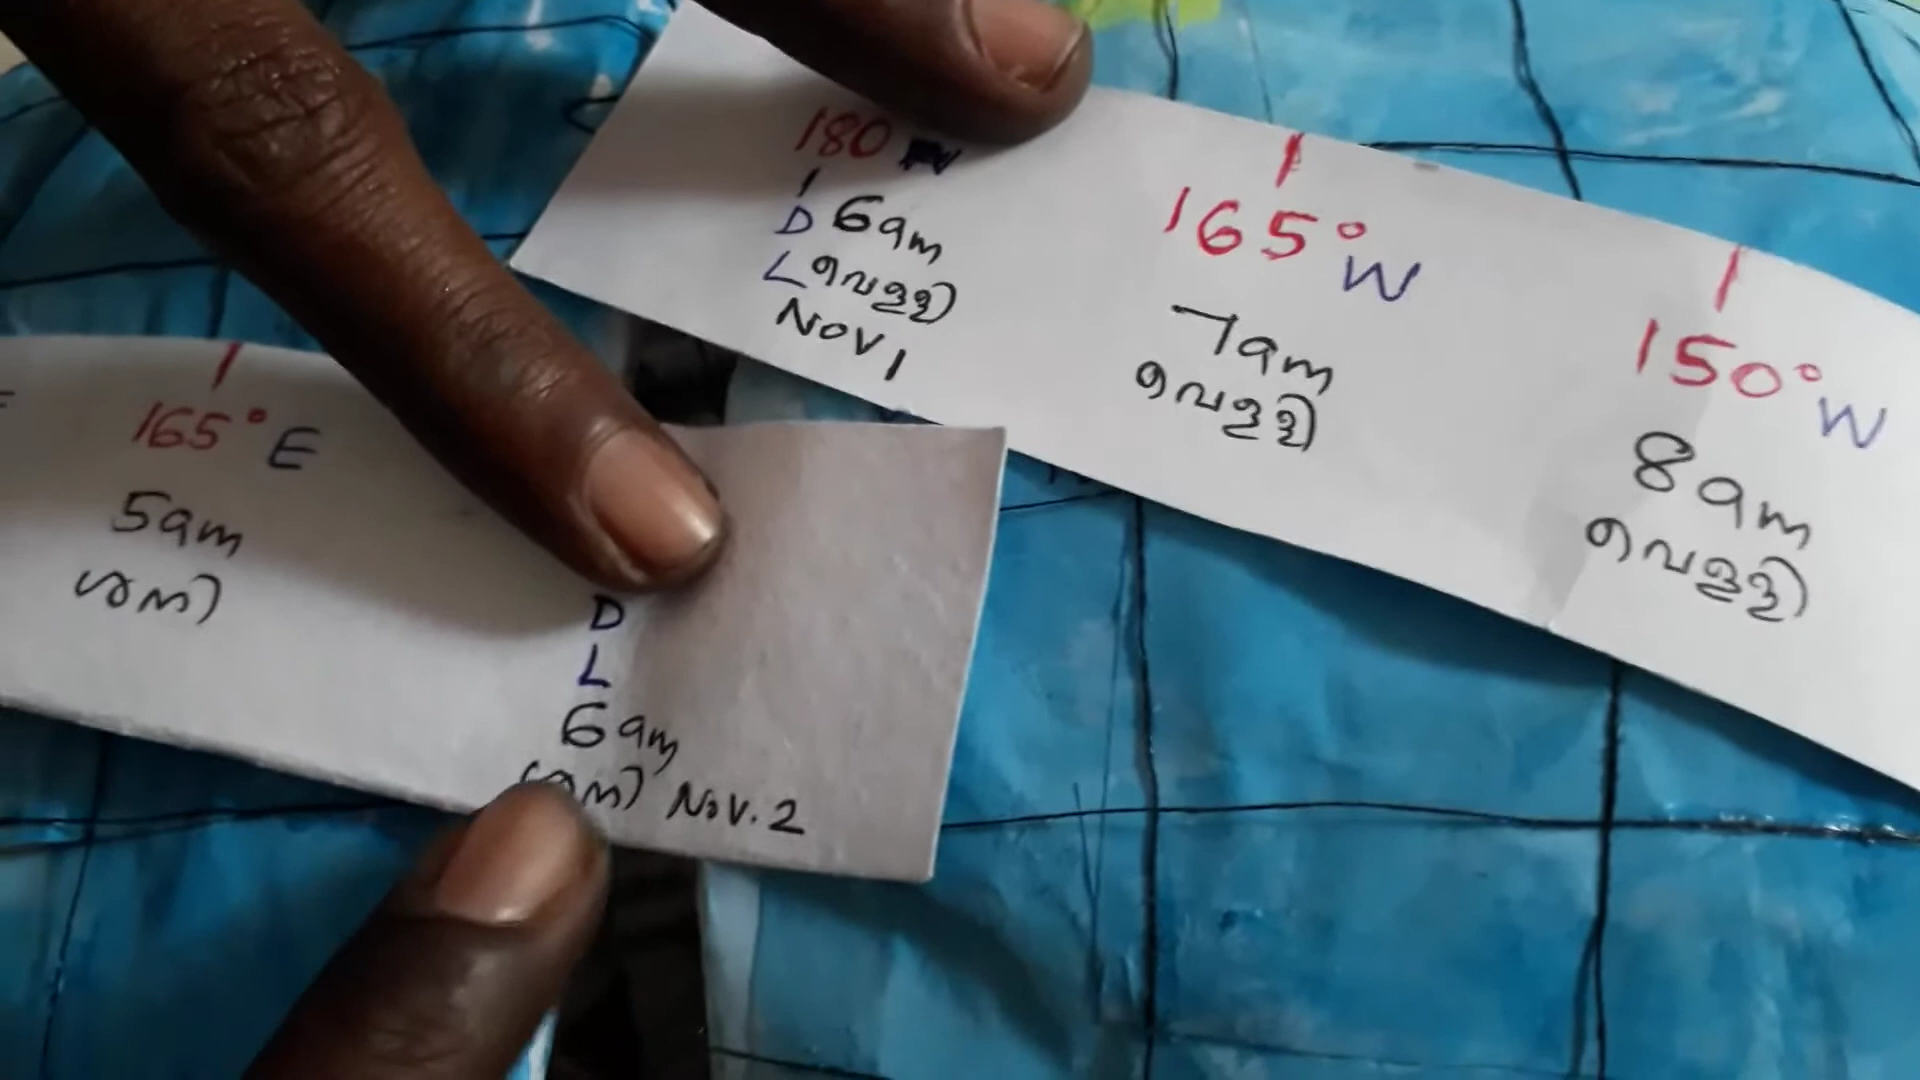 180
I
D 6am
L വെള്ളി
Nov 1
165° W
7am
വെള്ളി
150° W
8am
വെള്ളി
165° E
5am
ശനി
D
L
6am
ശനി Nov. 2